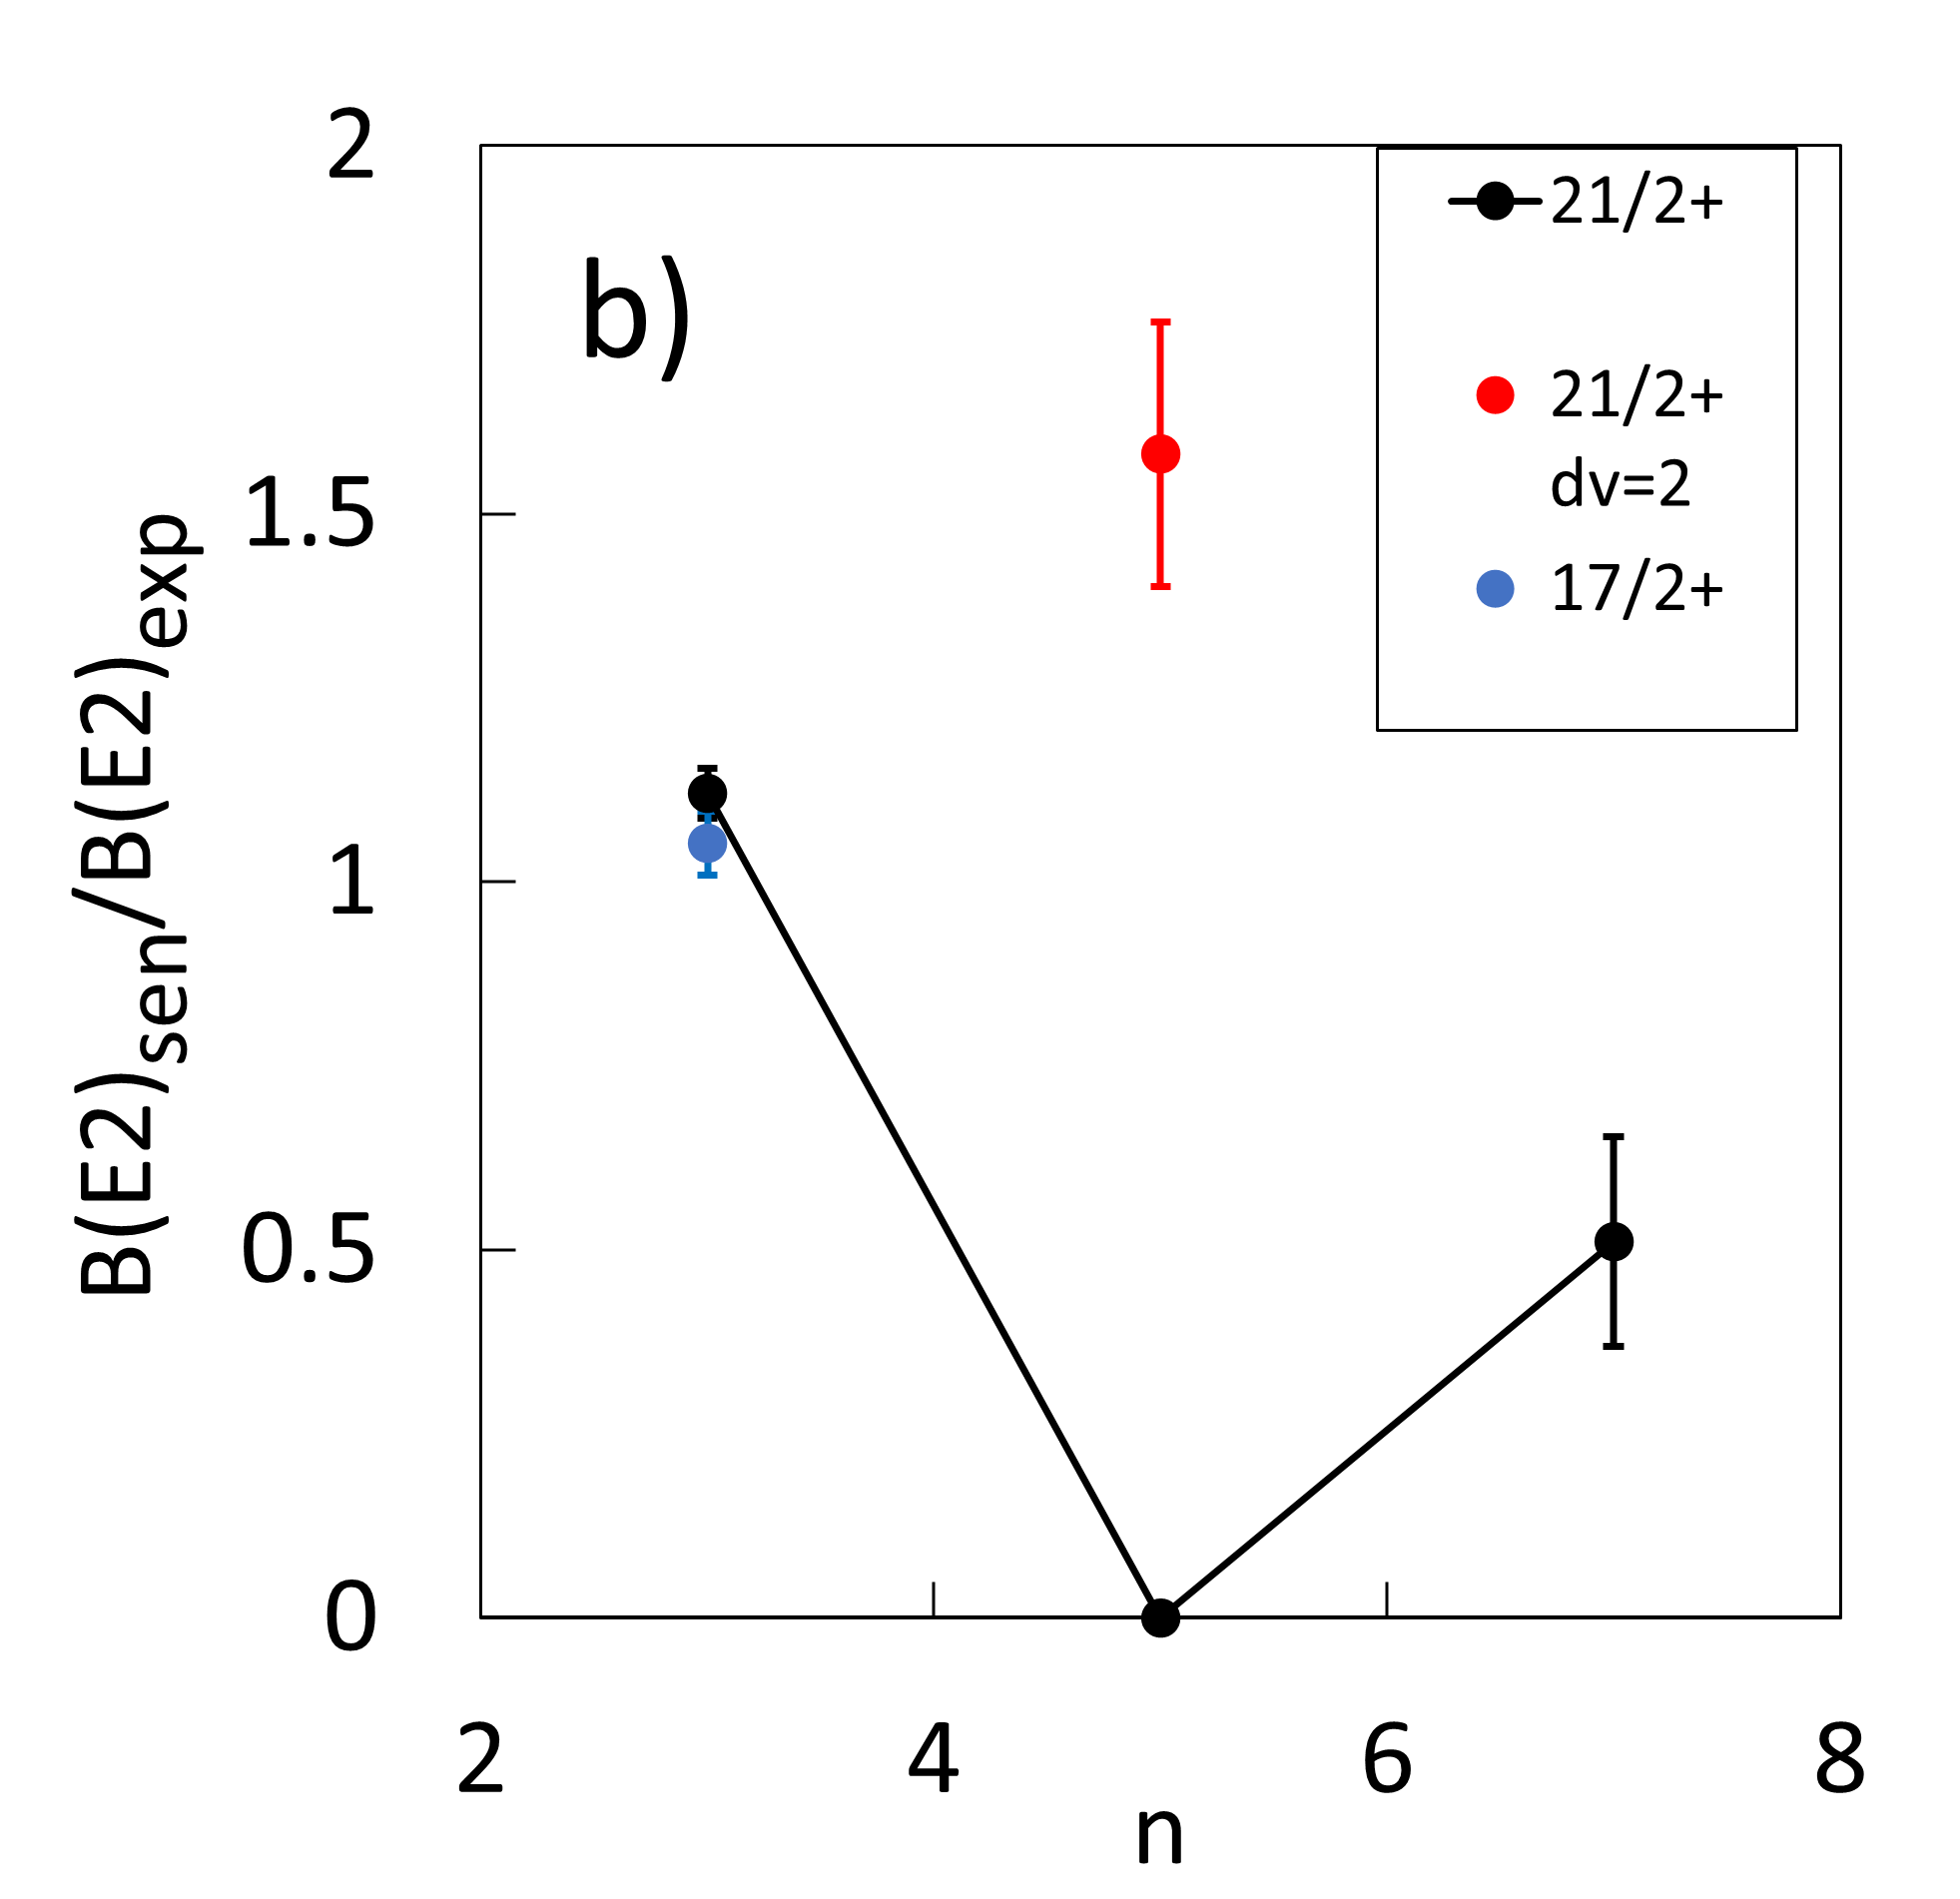 2
b)
21/2+
21/2+
dv=2
17/2+
1.5
1
0.5
0
B(E2)sen/B(E2)exp
2 4 6 8
n